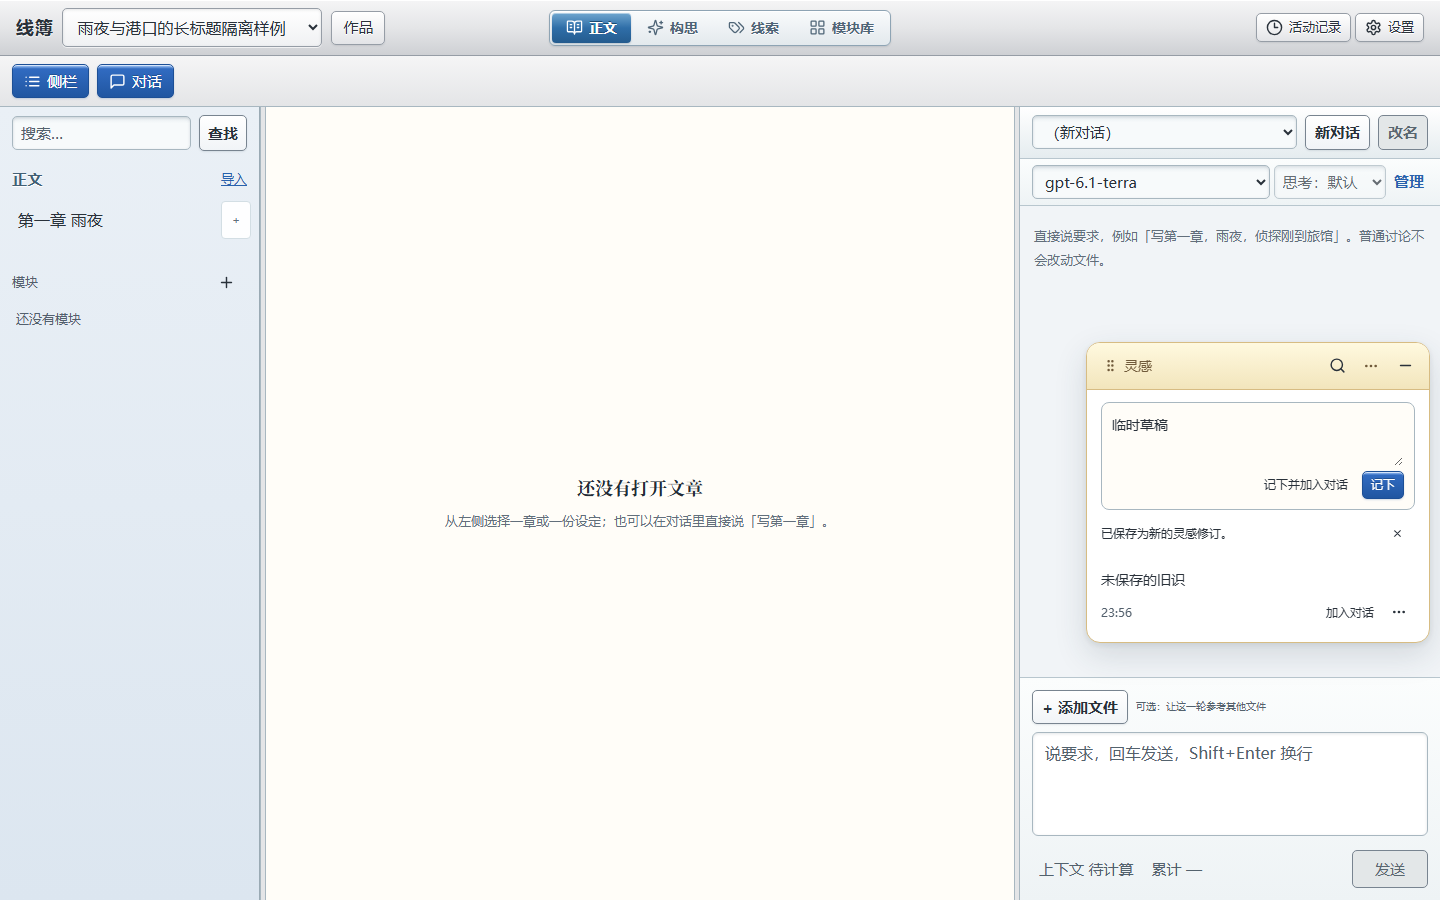 线簿
雨夜与港口的长标题隔离样例
作品
正文
构思
线索
模块库
活动记录
设置
侧栏
对话
搜索...
查找
正文
导入
第一章 雨夜
+
模块
+
还没有模块
还没有打开文章
从左侧选择一章或一份设定；也可以在对话里直接说「写第一章」。
（新对话）
新对话
改名
gpt-6.1-terra
思考：默认
管理
直接说要求，例如「写第一章，雨夜，侦探刚到旅馆」。普通讨论不
会改动文件。
灵感
临时草稿
记下并加入对话
记下
已保存为新的灵感修订。
未保存的旧识
23:56
加入对话
+ 添加文件
可选：让这一轮参考其他文件
说要求，回车发送，Shift+Enter 换行
上下文 待计算
累计 —
发送